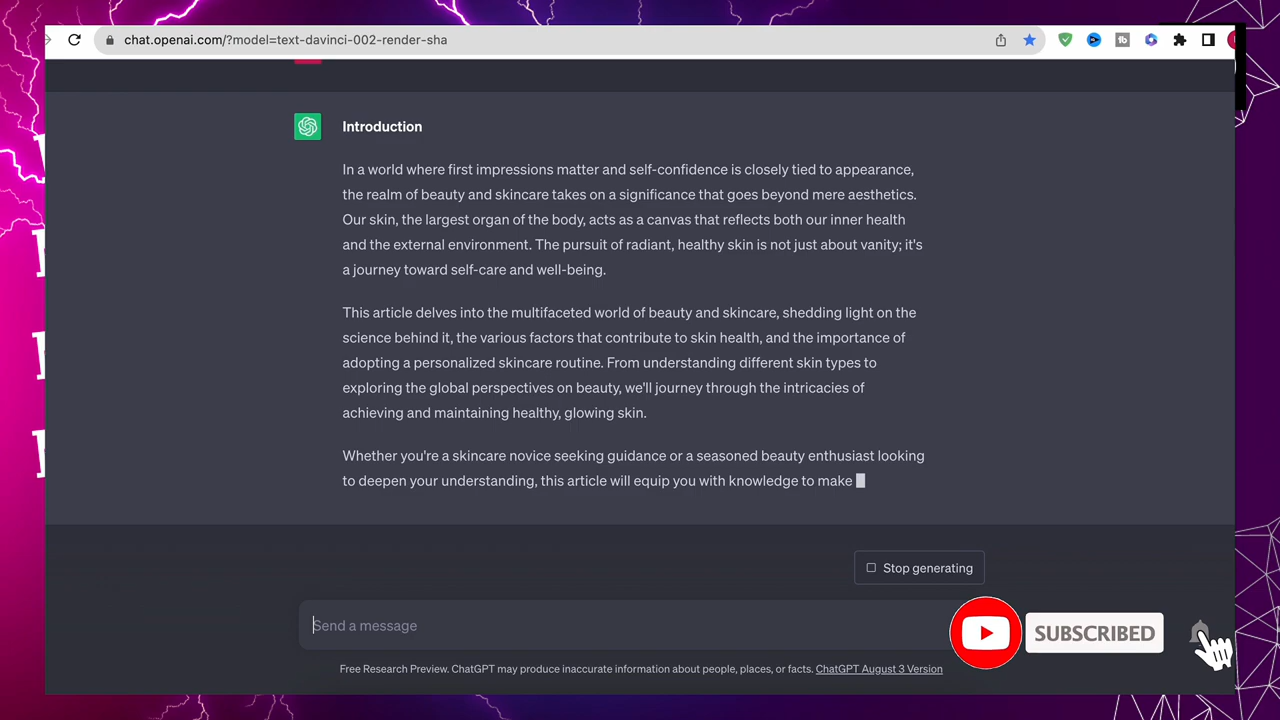 chat.openai.com/?model=text-davinci-002-render-sha
Introduction
In a world where first impressions matter and self-confidence is closely tied to appearance,
the realm of beauty and skincare takes on a significance that goes beyond mere aesthetics.
Our skin, the largest organ of the body, acts as a canvas that reflects both our inner health
and the external environment. The pursuit of radiant, healthy skin is not just about vanity; it's
a journey toward self-care and well-being.
This article delves into the multifaceted world of beauty and skincare, shedding light on the
science behind it, the various factors that contribute to skin health, and the importance of
adopting a personalized skincare routine. From understanding different skin types to
exploring the global perspectives on beauty, we'll journey through the intricacies of
achieving and maintaining healthy, glowing skin.
Whether you're a skincare novice seeking guidance or a seasoned beauty enthusiast looking
to deepen your understanding, this article will equip you with knowledge to make
Stop generating
Send a message
SUBSCRIBED
Free Research Preview. ChatGPT may produce inaccurate information about people, places, or facts. ChatGPT August 3 Version